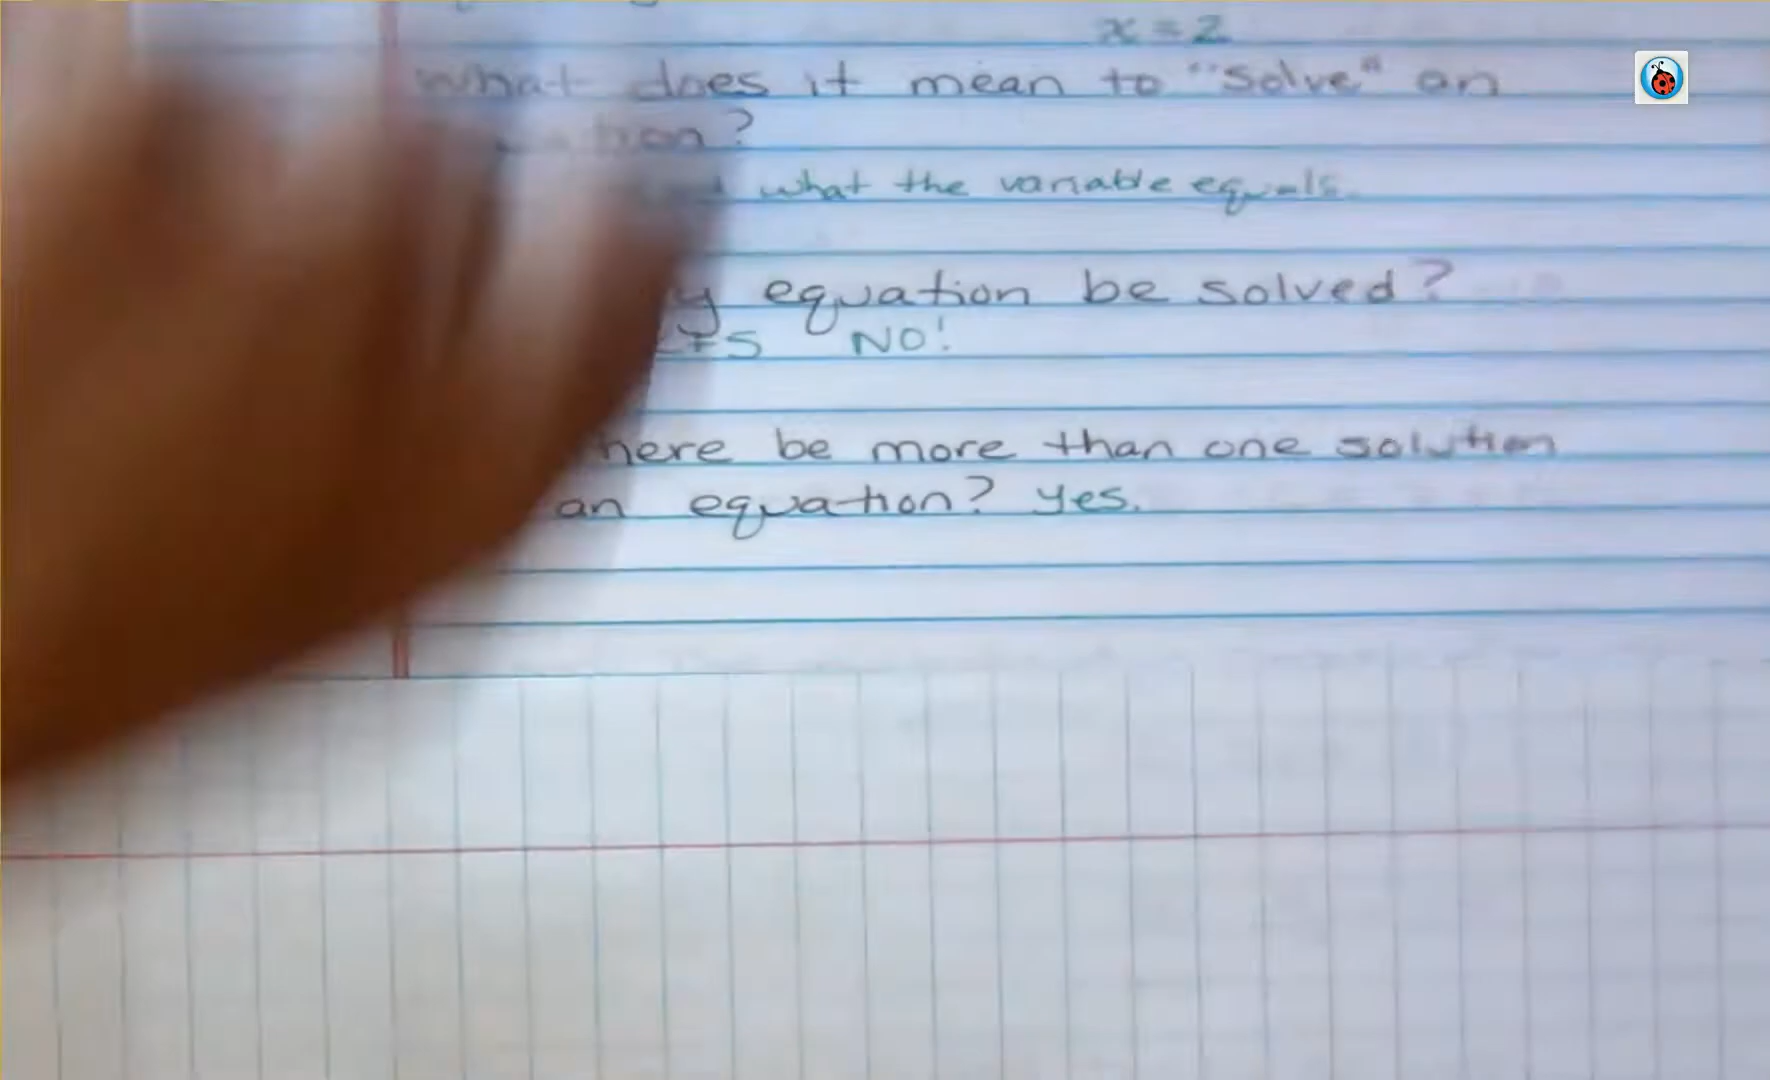 x = 2
What does it mean to "solve" an
what the variable equals.
equation be solved?
NO!
be more than one solution
an equation? yes.